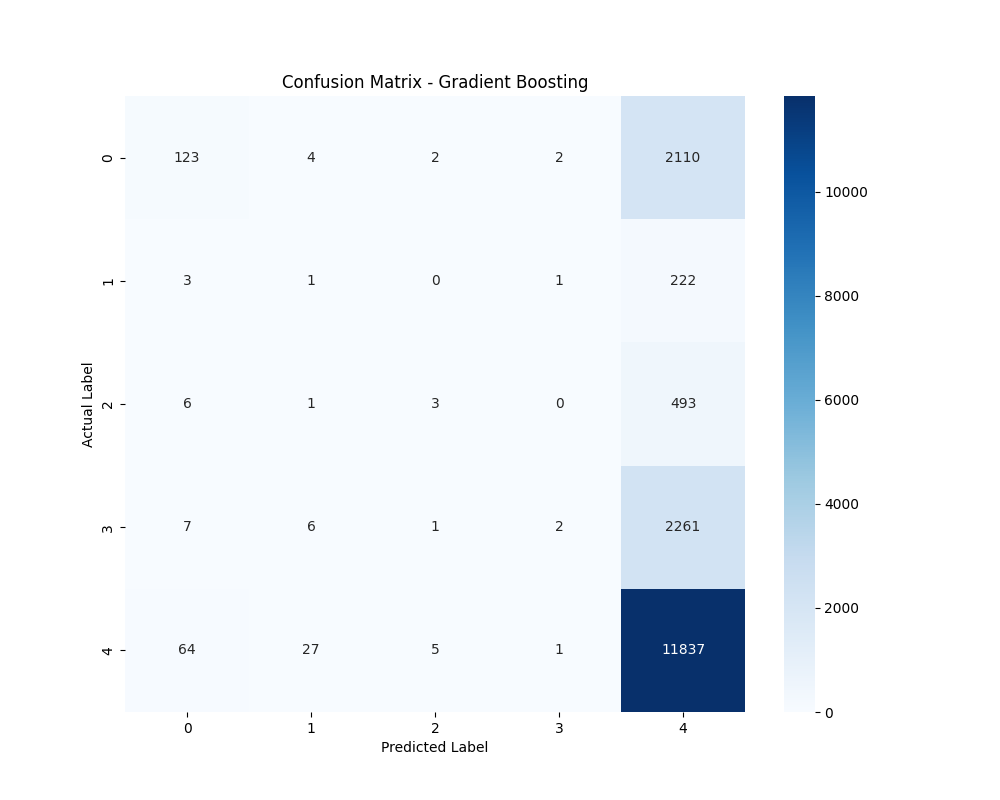 Confusion Matrix - Gradient Boosting
0 123 4 2 2 2110
1 3 1 0 1 222
2 6 1 3 0 493
3 7 6 1 2 2261
4 64 27 5 1 11837
0 1 2 3 4
Predicted Label
Actual Label
10000
8000
6000
4000
2000
0